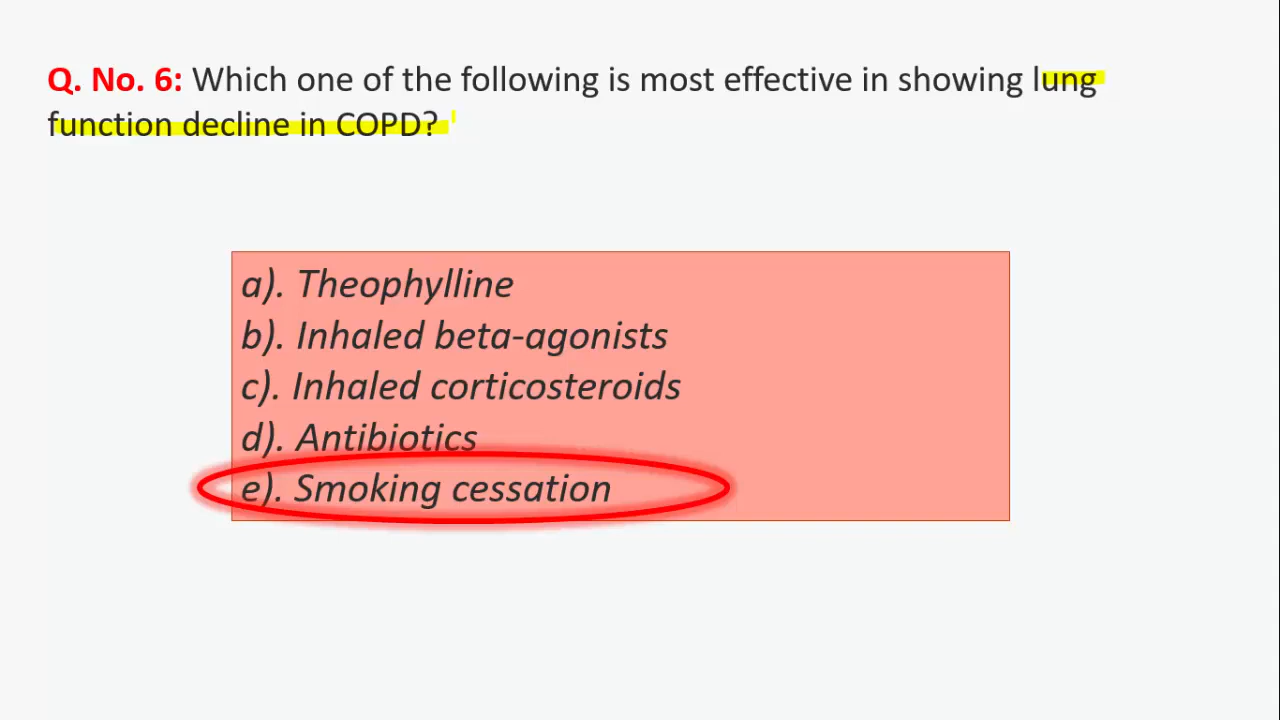 Q. No. 6: Which one of the following is most effective in showing lung
function decline in COPD?
a). Theophylline
b). Inhaled beta-agonists
c). Inhaled corticosteroids
d). Antibiotics
e). Smoking cessation